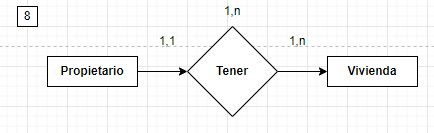 8
1,n
1,1
1,n
Propietario
Tener
Vivienda